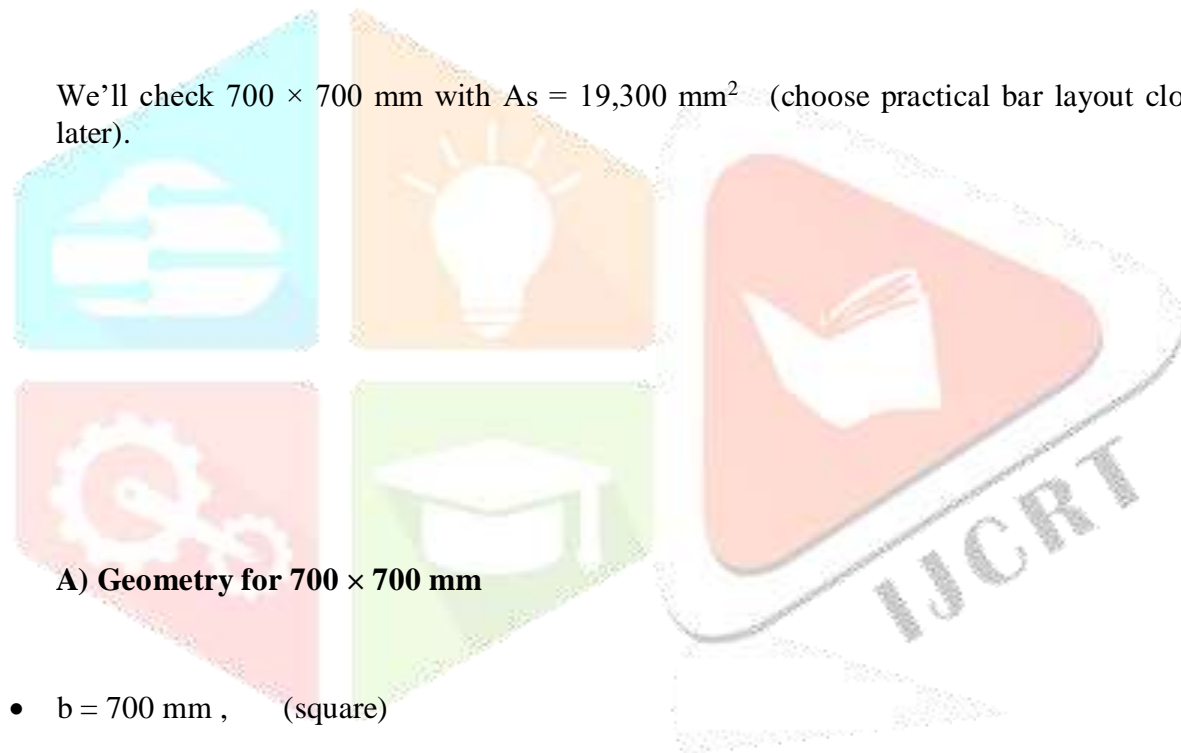 We’ll check 700 × 700 mm with As = 19,300 mm² (choose practical bar layout
later).
A) Geometry for 700 × 700 mm
• b = 700 mm , (square)
IJCRT